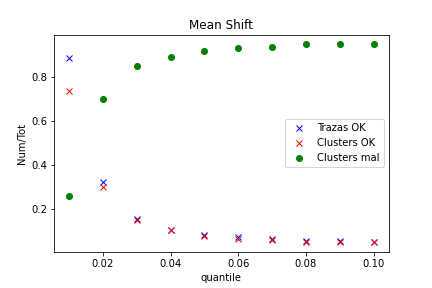 Mean Shift
Num/Tot
0.8
0.6
0.4
0.2
Trazas OK
Clusters OK
Clusters mal
0.02 0.04 0.06 0.08 0.10
quantile